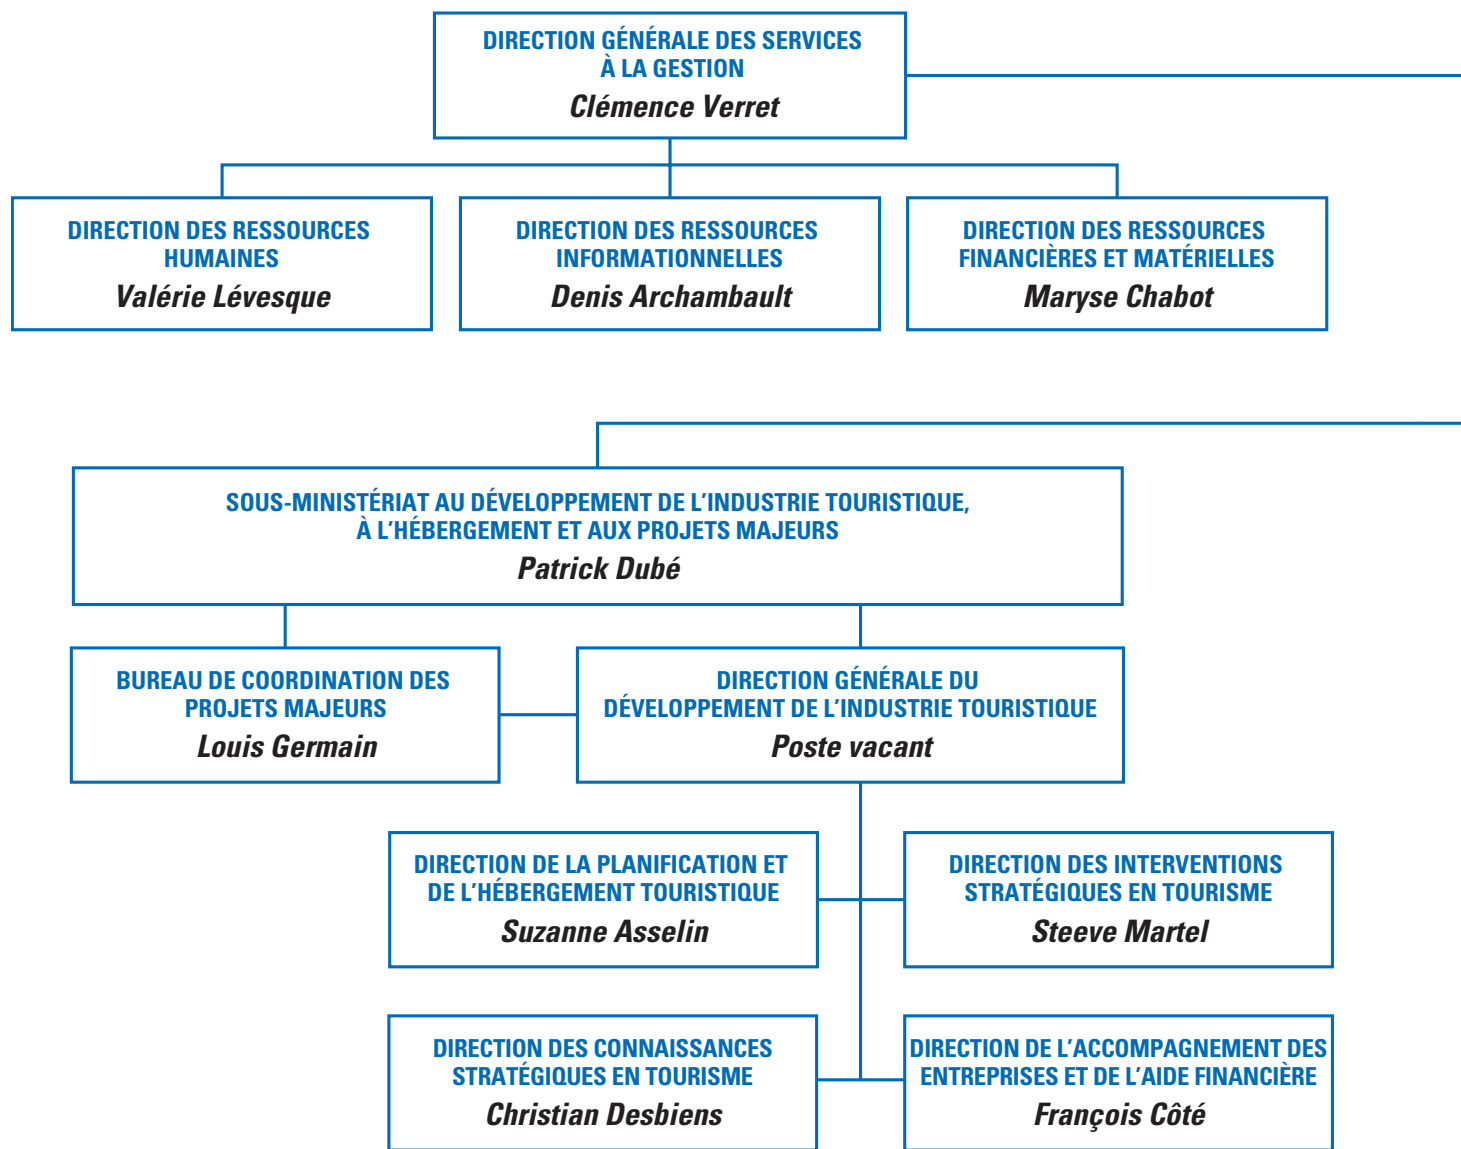 DIRECTION GÉNÉRALE DES SERVICES
À LA GESTION
Clémence Verret
DIRECTION DES RESSOURCES
HUMAINES
Valérie Lévesque
DIRECTION DES RESSOURCES
INFORMATIONNELLES
Denis Archambault
DIRECTION DES RESSOURCES
FINANCIÈRES ET MATÉRIELLES
Maryse Chabot
SOUS-MINISTÉRIAT AU DÉVELOPPEMENT DE L’INDUSTRIE TOURISTIQUE,
À L’HÉBERGEMENT ET AUX PROJETS MAJEURS
Patrick Dubé
BUREAU DE COORDINATION DES
PROJETS MAJEURS
Louis Germain
DIRECTION GÉNÉRALE DU
DÉVELOPPEMENT DE L’INDUSTRIE TOURISTIQUE
Poste vacant
DIRECTION DE LA PLANIFICATION ET
DE L’HÉBERGEMENT TOURISTIQUE
Suzanne Asselin
DIRECTION DES INTERVENTIONS
STRATÉGIQUES EN TOURISME
Steeve Martel
DIRECTION DES CONNAISSANCES
STRATÉGIQUES EN TOURISME
Christian Desbiens
DIRECTION DE L’ACCOMPAGNEMENT DES
ENTREPRISES ET DE L’AIDE FINANCIÈRE
François Côté